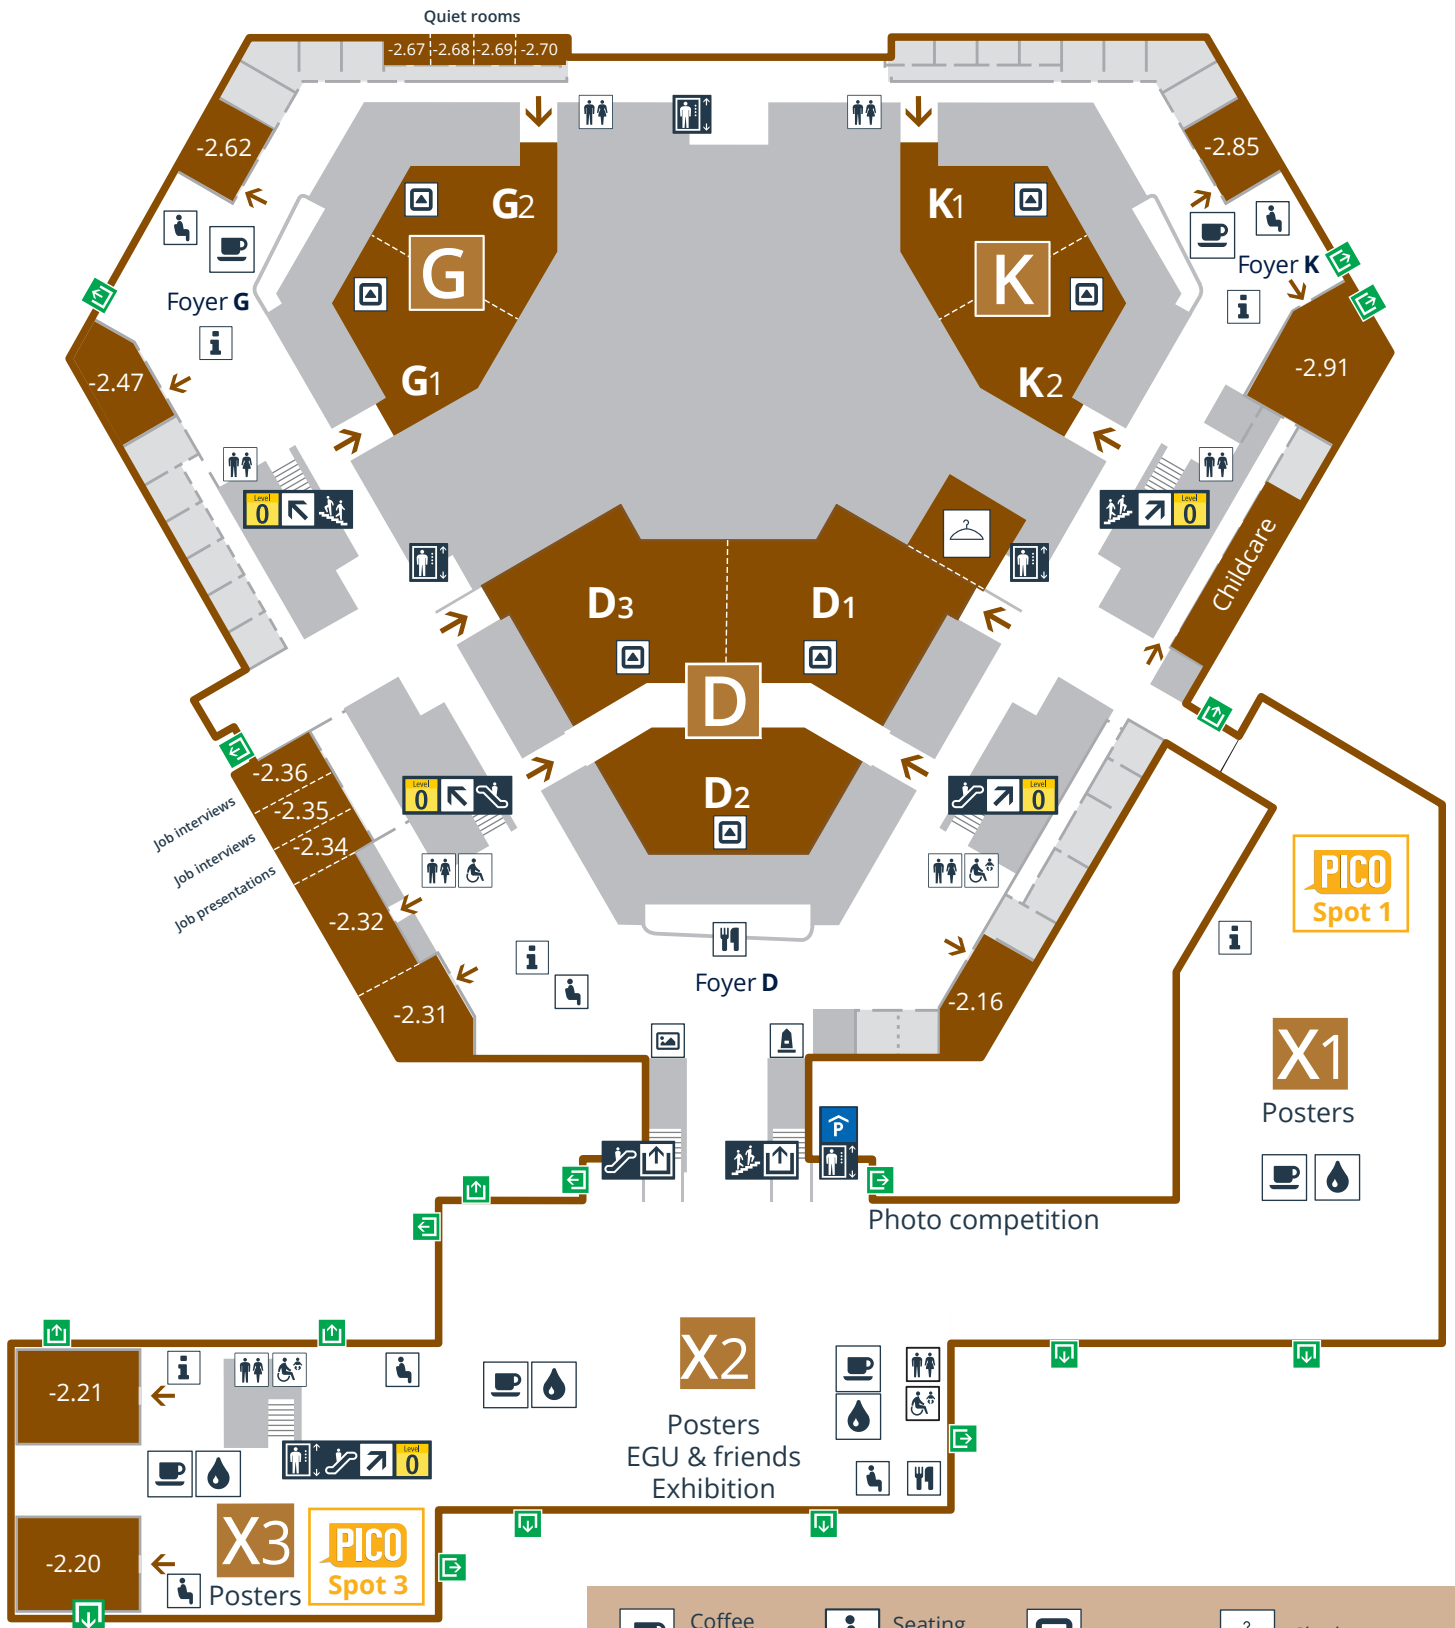 Quiet rooms
-2.67 -2.68 -2.69 -2.70
-2.62
-2.85
G2
K1
G
K
Foyer K
Foyer G
-2.47
G1
K2
-2.91
Level
0
Level
0
Childcare
D3
D1
D
-2.36
-2.35
-2.34
Job interviews
Job interviews
Job presentations
Level
0
D2
Level
0
PICO
Spot 1
-2.32
Foyer D
-2.31
-2.16
X1
Posters
P
Photo competition
X2
Posters
EGU & friends
Exhibition
-2.21
Level
0
X3
Posters
PICO
Spot 3
-2.20
Coffee
Seating